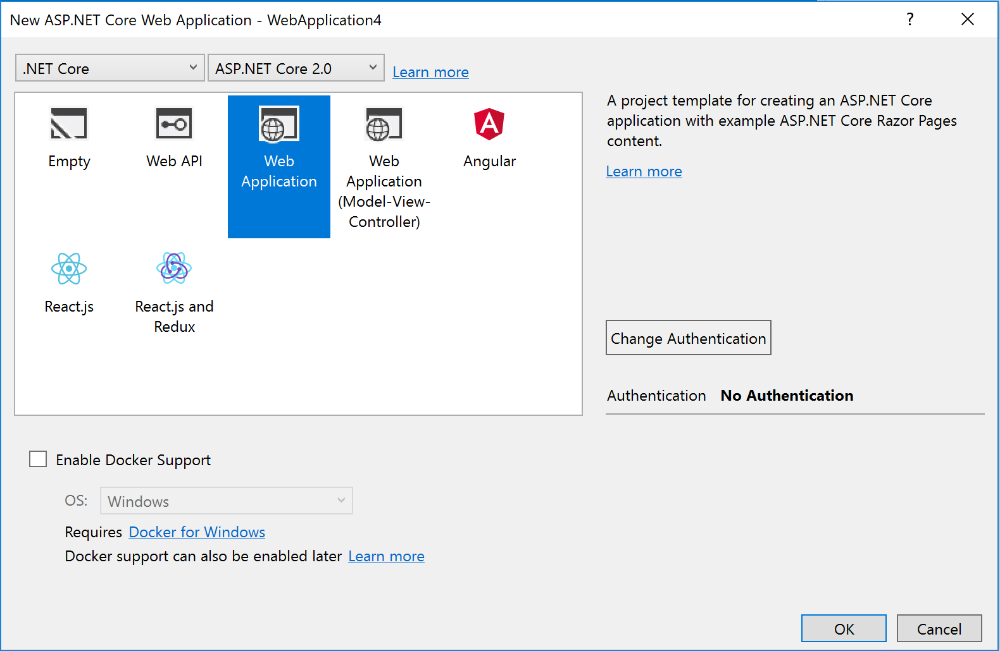 New ASP.NET Core Web Application - WebApplication4
?
.NET Core
ASP.NET Core 2.0
Learn more
Empty
Web API
Web
Application
Web
Application
(Model-View-
Controller)
Angular
React.js
React.js and
Redux
A project template for creating an ASP.NET Core
application with example ASP.NET Core Razor Pages
content.
Learn more
Change Authentication
Authentication No Authentication
Enable Docker Support
OS: Windows
Requires Docker for Windows
Docker support can also be enabled later Learn more
OK
Cancel